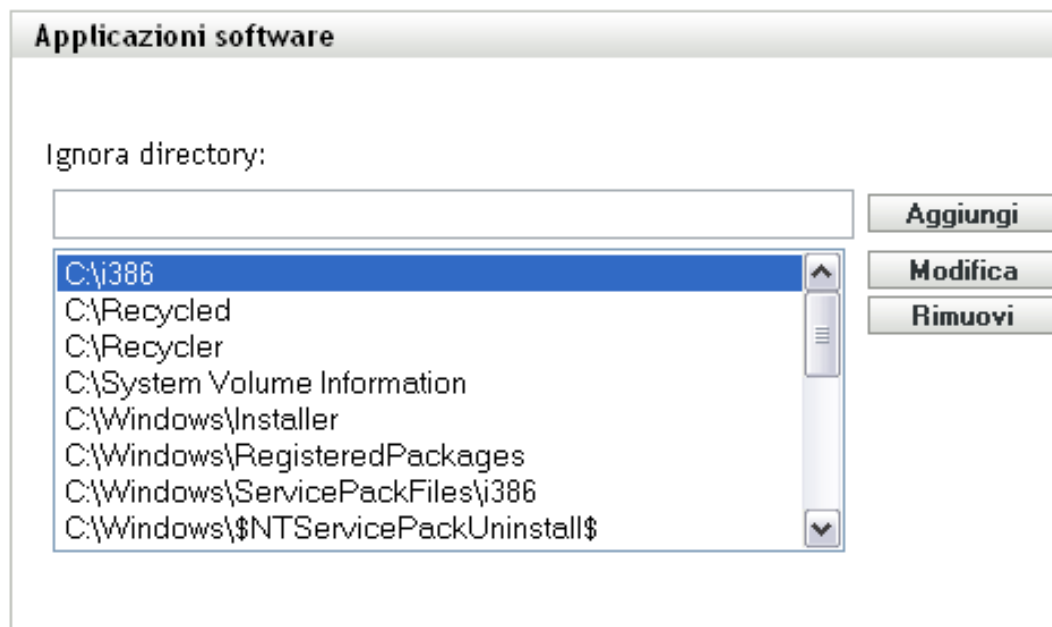 Applicazioni software
Ignora directory:
Aggiungi
C:\i386
Modifica
C:\Recycled
Rimuovi
C:\Recycler
C:\System Volume Information
C:\Windows\Installer
C:\Windows\RegisteredPackages
C:\Windows\ServicePackFiles\i386
C:\Windows\$NTServicePackUninstall$